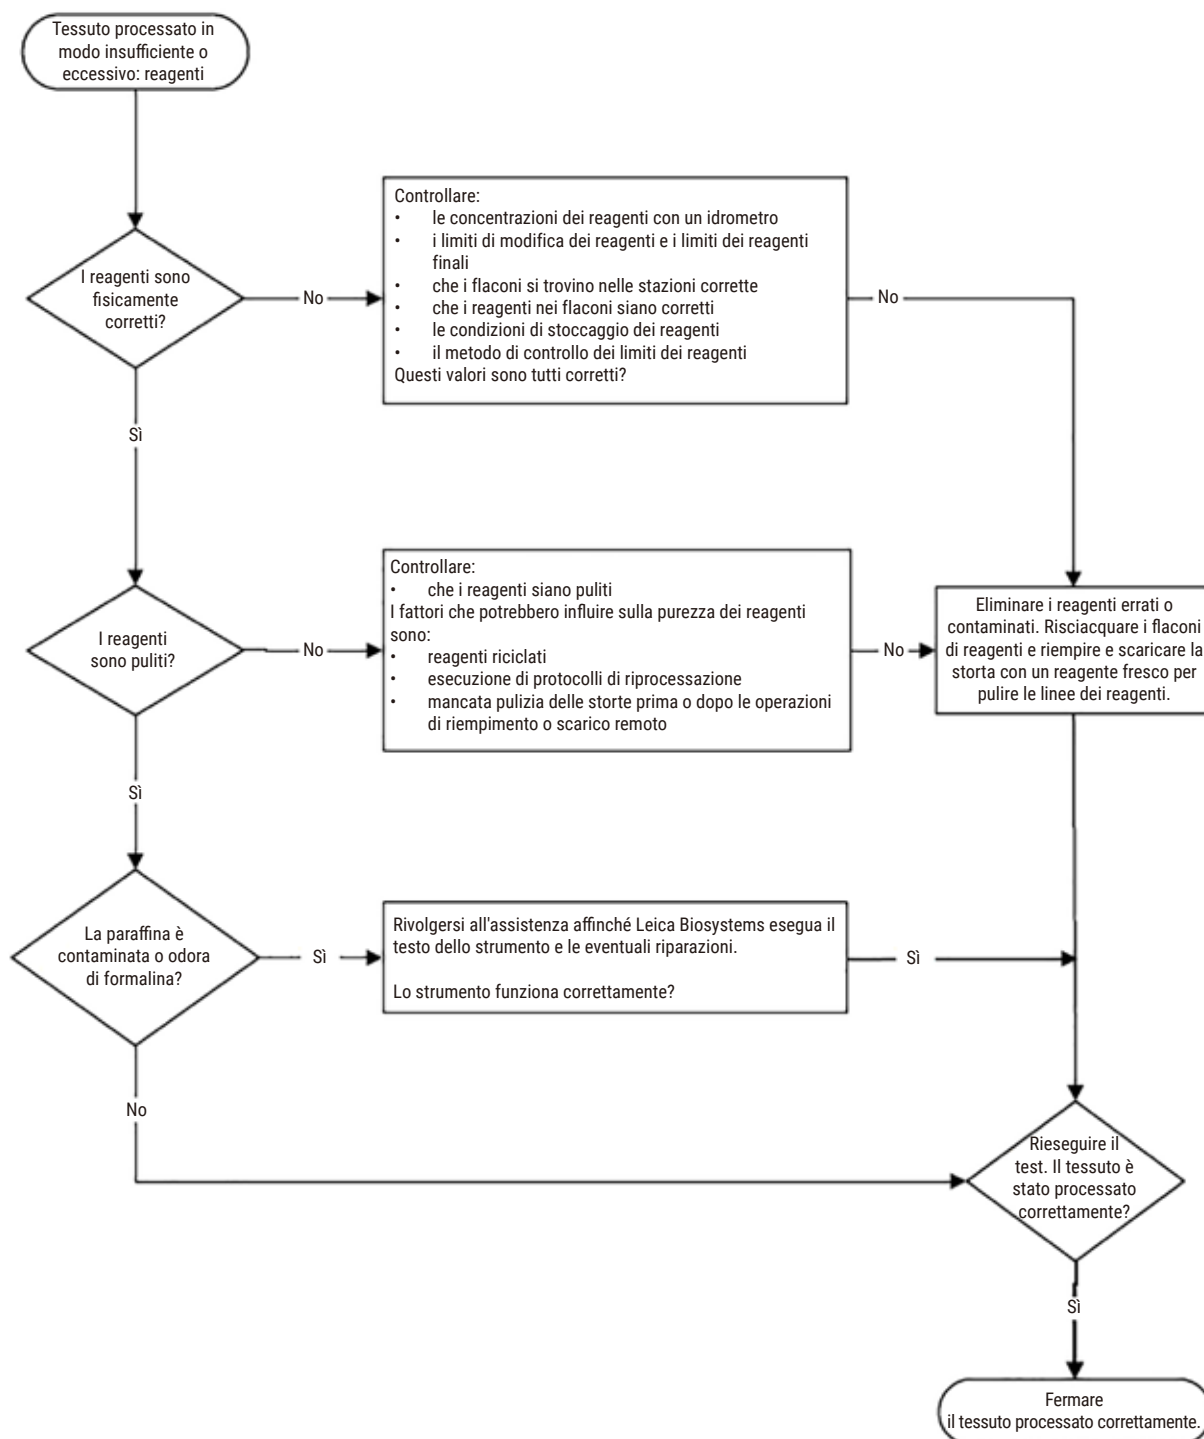 Tessuto processato in
modo insufficiente o
eccessivo: reagenti
I reagenti sono
fisicamente
corretti?
No
Controllare:
• le concentrazioni dei reagenti con un idrometro
• i limiti di modifica dei reagenti e i limiti dei reagenti
finali
• che i flaconi si trovino nelle stazioni corrette
• che i reagenti nei flaconi siano corretti
• le condizioni di stoccaggio dei reagenti
• il metodo di controllo dei limiti dei reagenti
Questi valori sono tutti corretti?
No
Sì
I reagenti
sono puliti?
No
Controllare:
• che i reagenti siano puliti
I fattori che potrebbero influire sulla purezza dei reagenti
sono:
• reagenti riciclati
• esecuzione di protocolli di riprocessazione
• mancata pulizia delle storte prima o dopo le operazioni
di riempimento o scarico remoto
No
Eliminare i reagenti errati o
contaminati. Risciacquare i flaconi
di reagenti e riempire e scaricare la
storta con un reagente fresco per
pulire le linee dei reagenti.
Sì
La paraffina è
contaminata o odora
di formalina?
Sì
Rivolgersi all'assistenza affinché Leica Biosystems esegua il
testo dello strumento e le eventuali riparazioni.
Lo strumento funziona correttamente?
Sì
No
Rieseguire il
test. Il tessuto è
stato processato
correttamente?
Sì
Fermare
il tessuto processato correttamente.